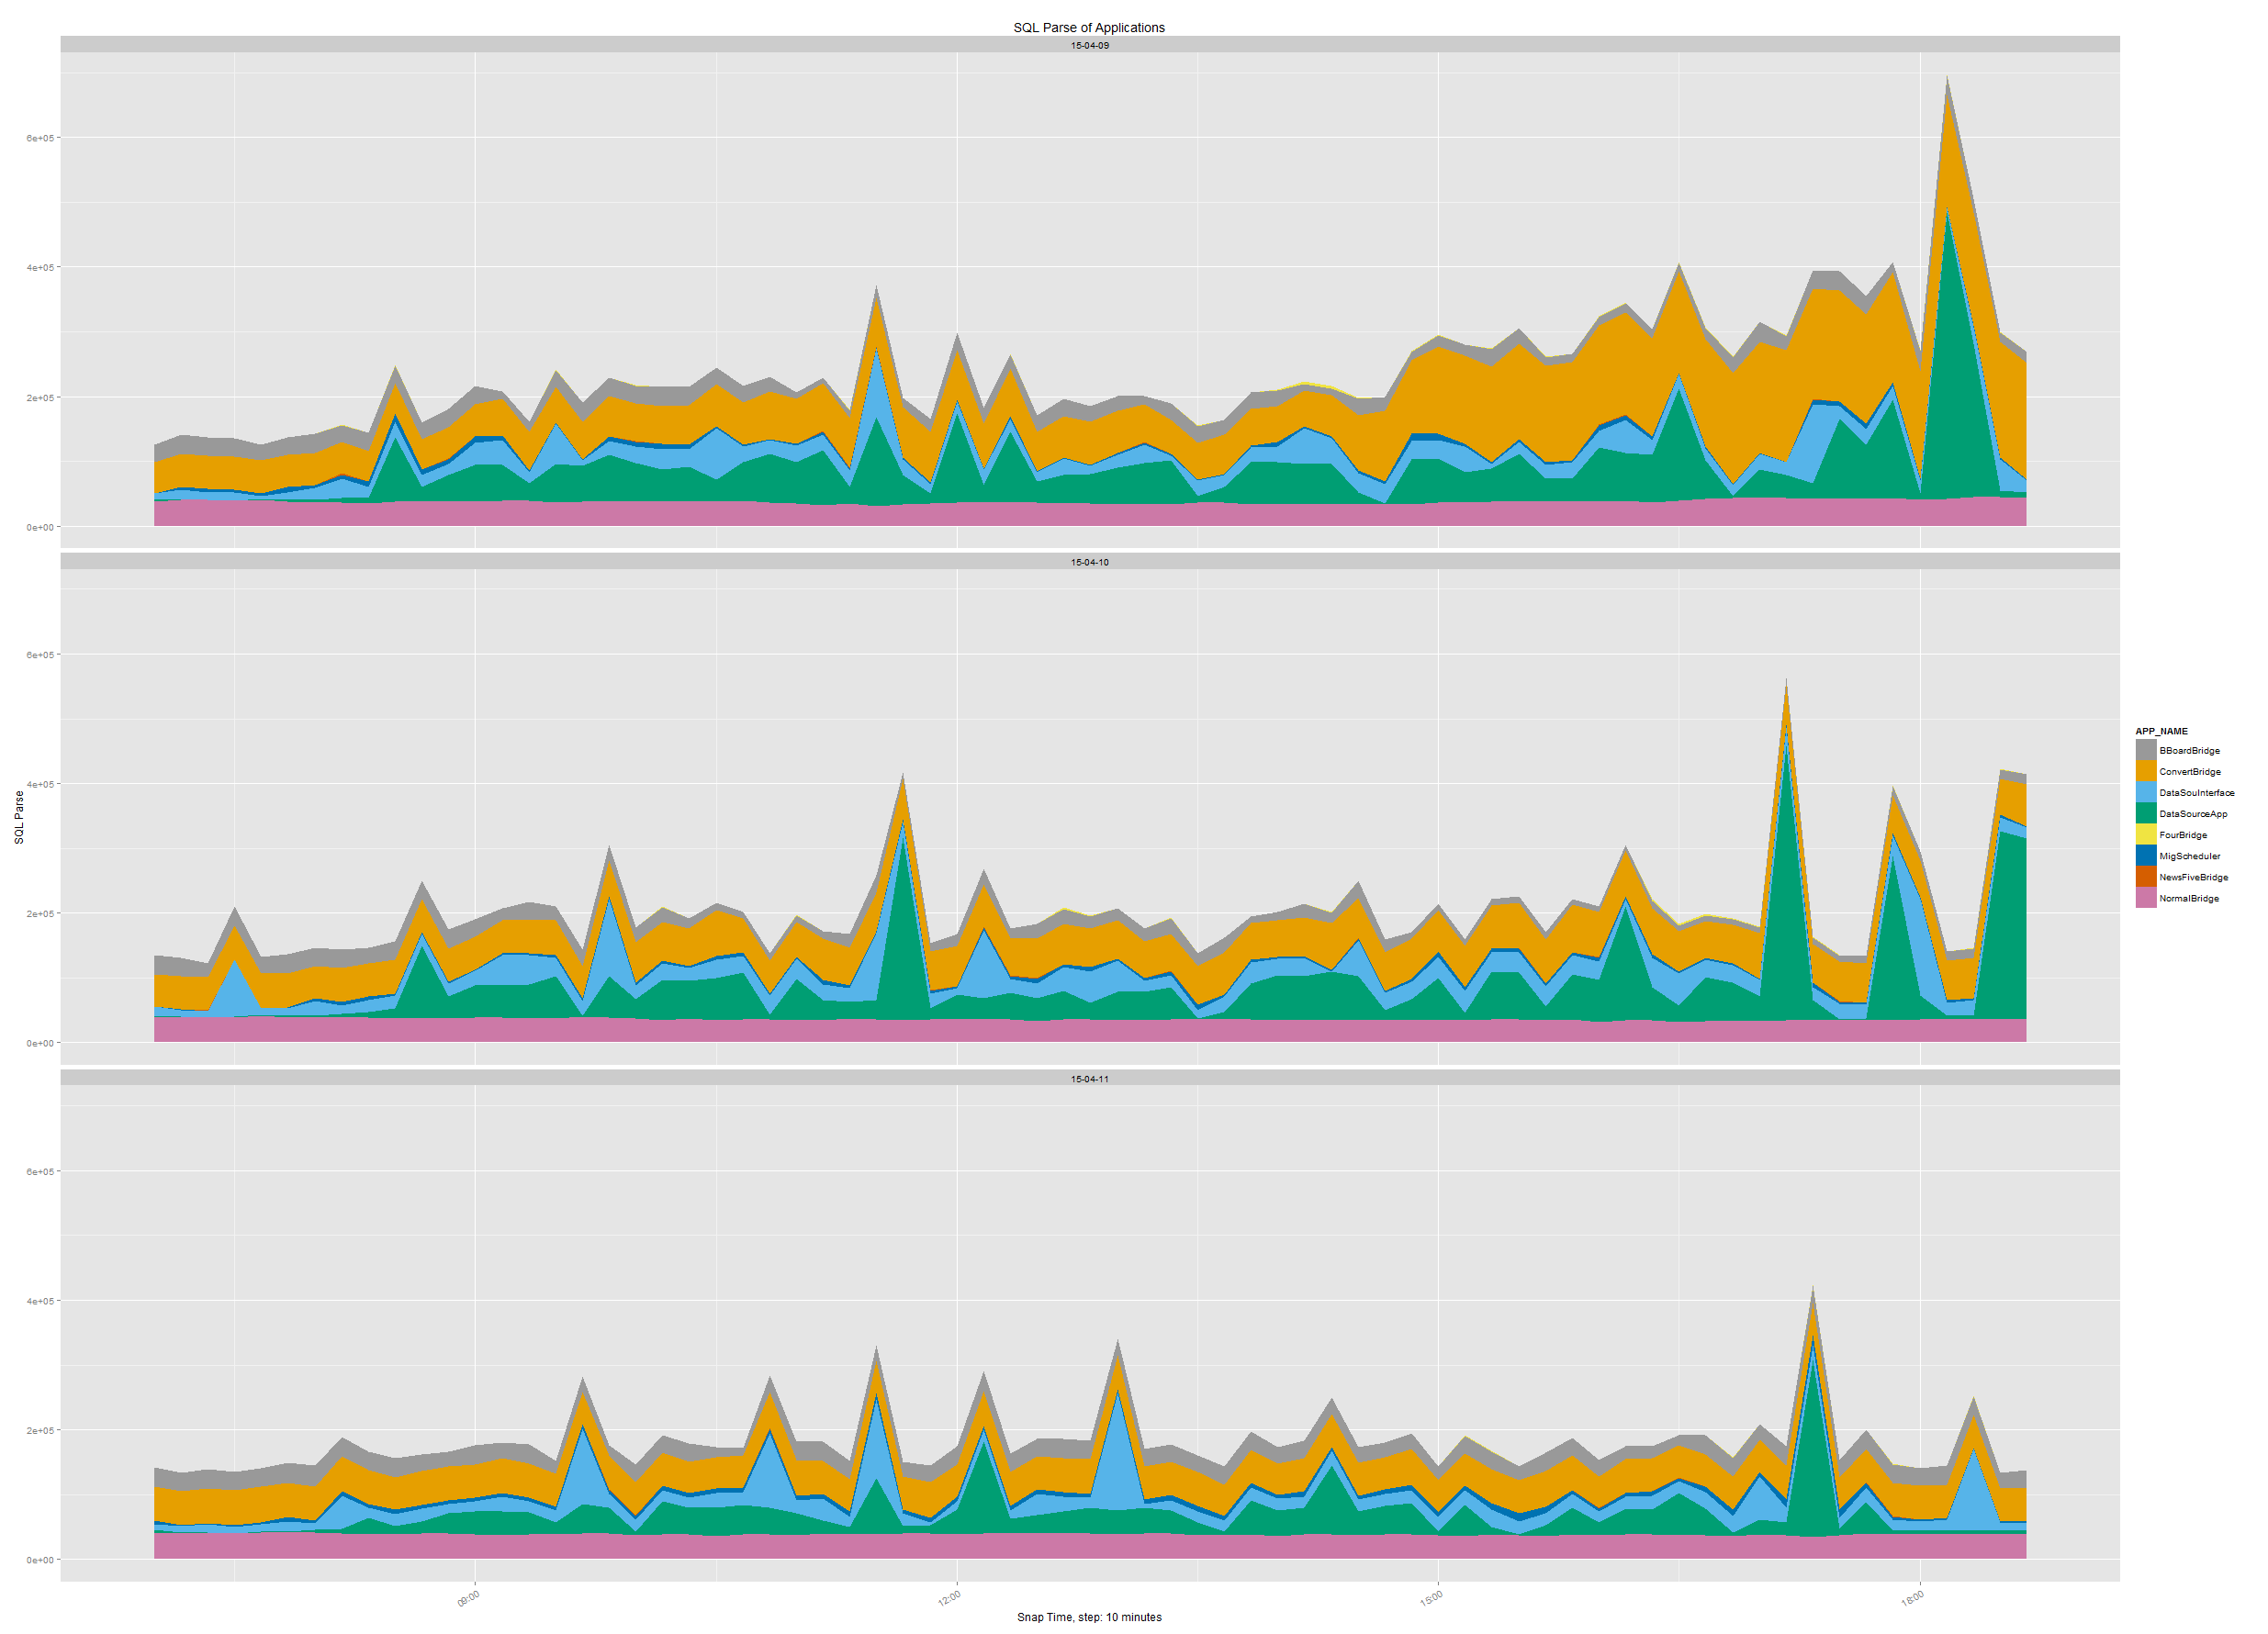 SQL Parse of Applications
15-04-09
6e+05
4e+05
2e+05
0e+00
15-04-10
6e+05
4e+05
2e+05
0e+00
15-04-11
6e+05
4e+05
2e+05
0e+00
SQL Parse
09:00
12:00
15:00
18:00
Snap Time, step: 10 minutes
APP_NAME
BBoardBridge
ConvertBridge
DataSouInterface
DataSourceApp
FourBridge
MigScheduler
NewsFiveBridge
NormalBridge